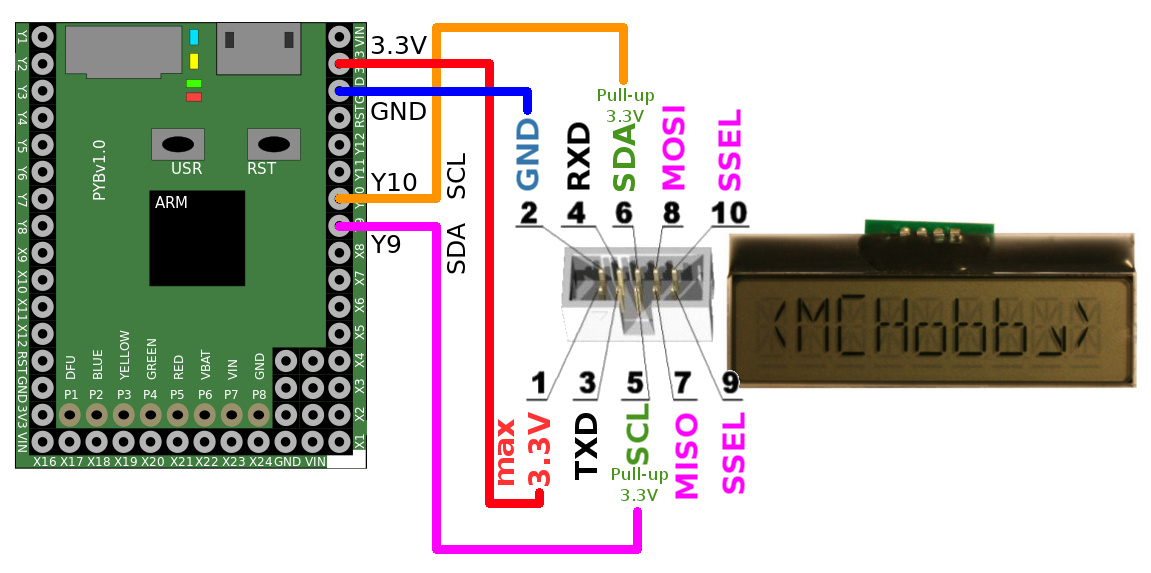 Y1
Y2
Y3
Y4
Y5
Y6
Y7
Y8
X9
X10
X11
X12
RST
GND
3V3
VIN
PYBv1.0
USR
RST
ARM
DFU
BLUE
YELLOW
GREEN
RED
VBAT
VIN
GND
P1 P2 P3 P4 P5 P6 P7 P8
X16 X17 X18 X19 X20 X21 X22 X23 X24 GND VIN
VIN
RST
Y12
Y11
X8
X7
X6
X5
X4
X3
X2
X1
3.3V
GND
Y10
SCL
Y9
SDA
Pull-up
3.3V
GND
RXD
SDA
MOSI
SSEL
2 4 6 8 10
1 3 5 7 9
max
3.3V
TXD
SCL
MISO
SSEL
Pull-up
3.3V
<MCHobby>